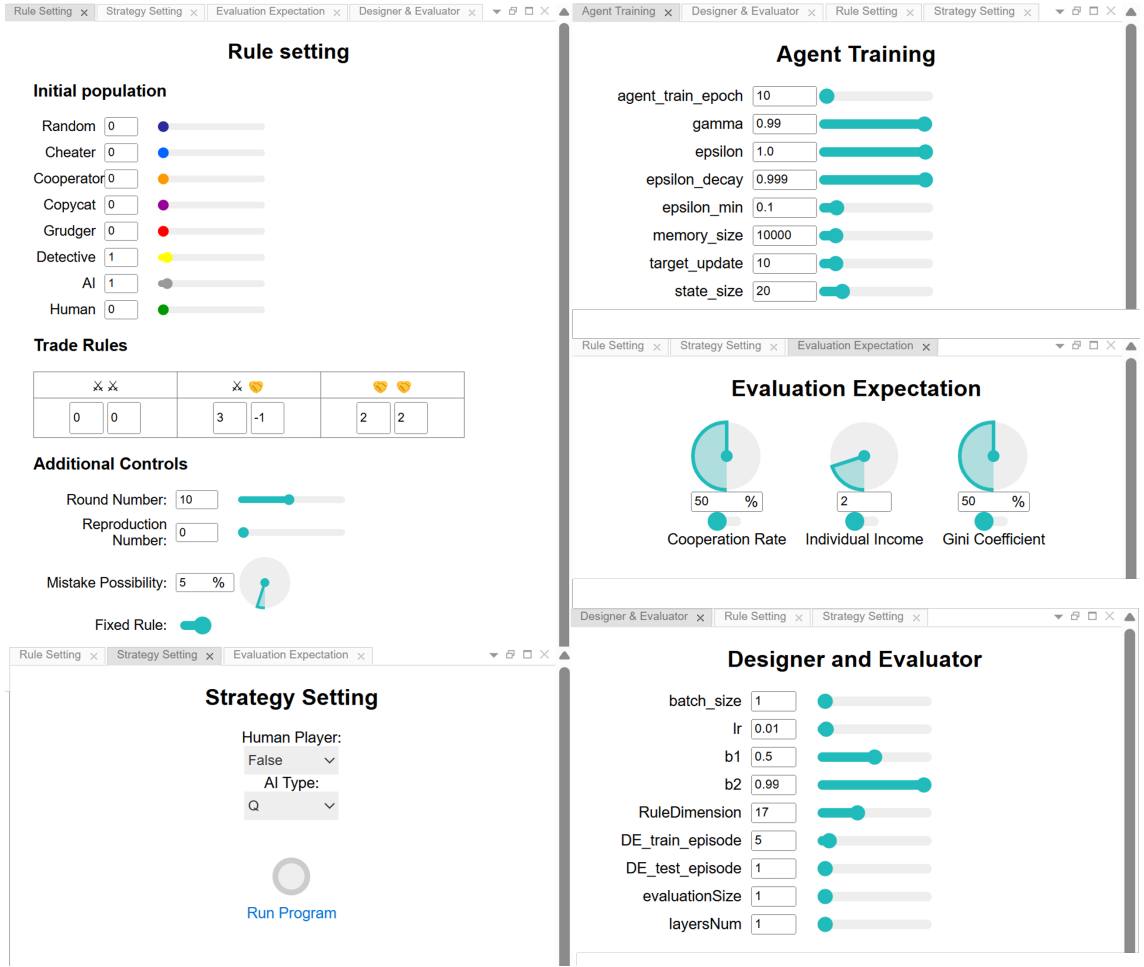 Rule Setting Strategy Setting Evaluation Expectation Designer & Evaluator
Rule setting
Initial population
Random 0
Cheater 0
Cooperator 0
Copycat 0
Grudger 0
Detective 1
AI 1
Human 0
Trade Rules
0 0 3 -1 2 2
Additional Controls
Round Number: 10
Reproduction
Number: 0
Mistake Possibility: 5 %
Fixed Rule:
Rule Setting Strategy Setting Evaluation Expectation
Strategy Setting
Human Player:
False
AI Type:
Q
Run Program
Agent Training Designer & Evaluator Rule Setting Strategy Setting
Agent Training
agent_train_epoch 10
gamma 0.99
epsilon 1.0
epsilon_decay 0.999
epsilon_min 0.1
memory_size 10000
target_update 10
state_size 20
Rule Setting Strategy Setting Evaluation Expectation
Evaluation Expectation
50 % 2 50 %
Cooperation Rate Individual Income Gini Coefficient
Designer & Evaluator Rule Setting Strategy Setting
Designer and Evaluator
batch_size 1
lr 0.01
b1 0.5
b2 0.99
RuleDimension 17
DE_train_episode 5
DE_test_episode 1
evaluationSize 1
layersNum 1